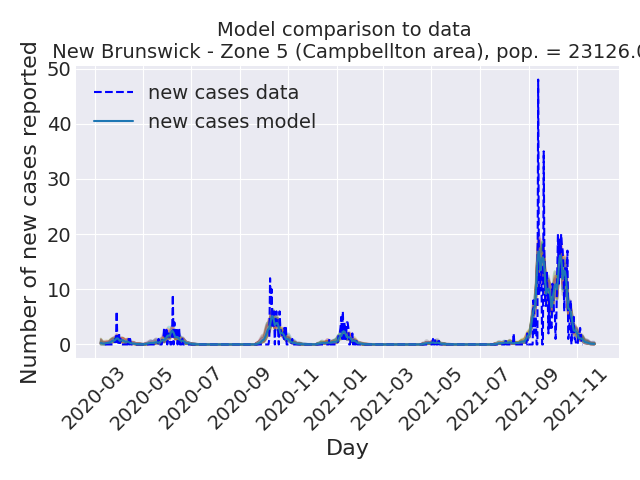 Model comparison to data
New Brunswick - Zone 5 (Campbellton area), pop. = 23126.0
Number of new cases reported
50
40
30
20
10
0
new cases data
new cases model
2020-03
2020-05
2020-07
2020-09
2020-11
2021-01
2021-03
2021-05
2021-07
2021-09
2021-11
Day